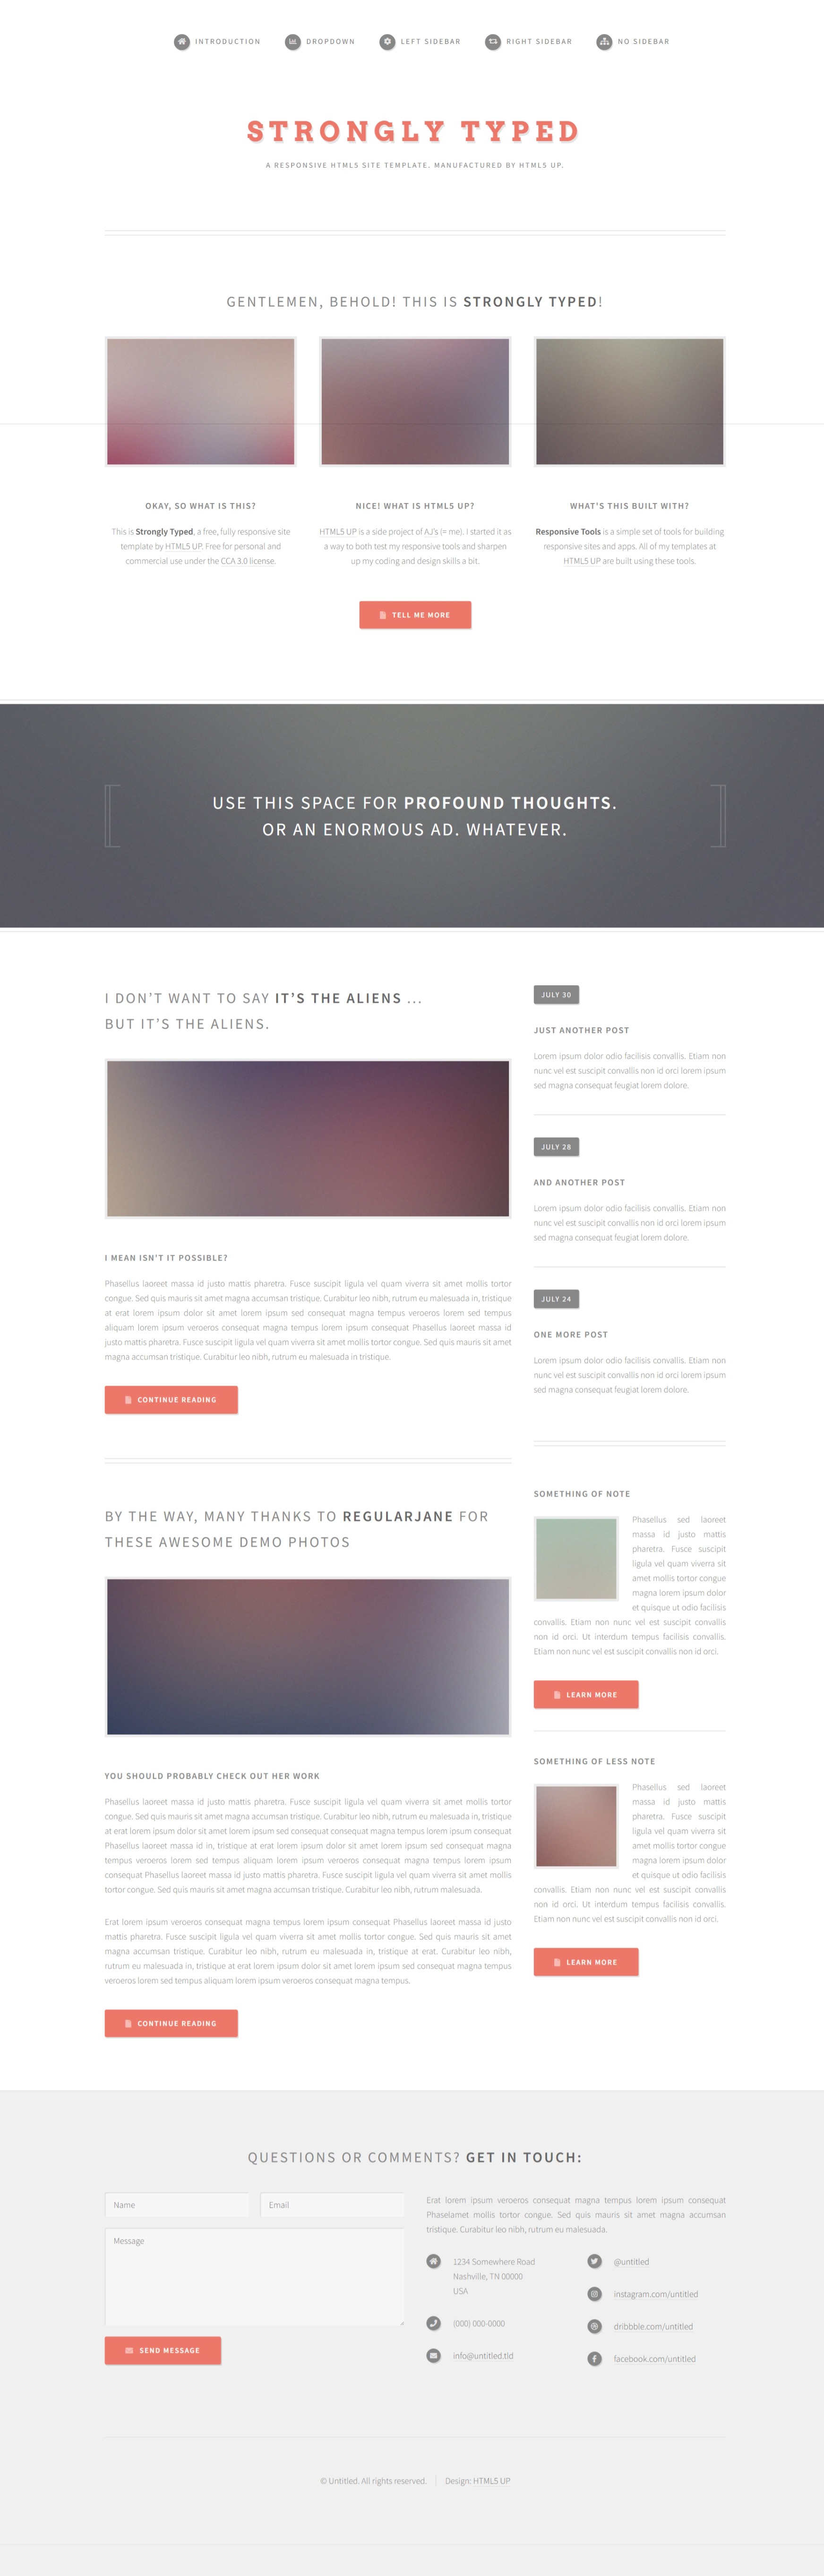 INTRODUCTION
DROPDOWN
LEFT SIDEBAR
RIGHT SIDEBAR
NO SIDEBAR
STRONGLY TYPED
A RESPONSIVE HTML5 SITE TEMPLATE. MANUFACTURED BY HTML5 UP.
GENTLEMEN, BEHOLD! THIS IS STRONGLY TYPED!
OKAY, SO WHAT IS THIS?
This is Strongly Typed, a free, fully responsive site
template by HTML5 UP. Free for personal and
commercial use under the CCA 3.0 license.
NICE! WHAT IS HTML5 UP?
HTML5 UP is a side project of AJ's (= me). I started it as
a way to both test my responsive tools and sharpen
up my coding and design skills a bit.
WHAT'S THIS BUILT WITH?
Responsive Tools is a simple set of tools for building
responsive sites and apps. All of my templates at
HTML5 UP are built using these tools.
TELL ME MORE
USE THIS SPACE FOR PROFOUND THOUGHTS.
OR AN ENORMOUS AD. WHATEVER.
I DON'T WANT TO SAY IT'S THE ALIENS ...
BUT IT'S THE ALIENS.
I MEAN ISN'T IT POSSIBLE?
Phasellus laoreet massa id justo mattis pharetra. Fusce suscipit ligula vel quam viverra sit amet mollis tortor
congue. Sed quis mauris sit amet magna accumsan tristique. Curabitur leo nibh, rutrum eu malesuada in, tristique
at erat lorem ipsum dolor sit amet lorem ipsum sed consequat magna tempus veroeros lorem sed tempus
aliquam lorem ipsum veroeros consequat magna tempus lorem ipsum consequat Phasellus laoreet massa id
justo mattis pharetra. Fusce suscipit ligula vel quam viverra sit amet mollis tortor congue. Sed quis mauris sit amet
magna accumsan tristique. Curabitur leo nibh, rutrum eu malesuada in tristique.
CONTINUE READING
BY THE WAY, MANY THANKS TO REGULARJANE FOR
THESE AWESOME DEMO PHOTOS
YOU SHOULD PROBABLY CHECK OUT HER WORK
Phasellus laoreet massa id justo mattis pharetra. Fusce suscipit ligula vel quam viverra sit amet mollis tortor
congue. Sed quis mauris sit amet magna accumsan tristique. Curabitur leo nibh, rutrum eu malesuada in, tristique
at erat lorem ipsum dolor sit amet lorem ipsum sed consequat consequat magna tempus lorem ipsum consequat
Phasellus laoreet massa id in, tristique at erat lorem ipsum dolor sit amet lorem ipsum sed consequat magna
tempus veroeros lorem sed tempus aliquam lorem ipsum veroeros consequat magna tempus lorem ipsum
consequat Phasellus laoreet massa id justo mattis pharetra. Fusce suscipit ligula vel quam viverra sit amet mollis
tortor congue. Sed quis mauris sit amet magna accumsan tristique. Curabitur leo nibh, rutrum malesuada.
Erat lorem ipsum veroeros consequat magna tempus lorem ipsum consequat Phasellus laoreet massa id justo
mattis pharetra. Fusce suscipit ligula vel quam viverra sit amet mollis tortor congue. Sed quis mauris sit amet
magna accumsan tristique. Curabitur leo nibh, rutrum eu malesuada in, tristique at erat. Curabitur leo nibh,
rutrum eu malesuada in, tristique at erat lorem ipsum dolor sit amet lorem ipsum sed consequat magna tempus
veroeros lorem sed tempus aliquam lorem ipsum veroeros consequat magna tempus.
CONTINUE READING
JULY 30
JUST ANOTHER POST
Lorem ipsum dolor odio facilisis convallis. Etiam non
nunc vel est suscipit convallis non id orci lorem ipsum
sed magna consequat feugiat lorem dolore.
JULY 28
AND ANOTHER POST
Lorem ipsum dolor odio facilisis convallis. Etiam non
nunc vel est suscipit convallis non id orci lorem ipsum
sed magna consequat feugiat lorem dolore.
JULY 24
ONE MORE POST
Lorem ipsum dolor odio facilisis convallis. Etiam non
nunc vel est suscipit convallis non id orci lorem ipsum
sed magna consequat feugiat lorem dolore.
SOMETHING OF NOTE
Phasellus sed laoreet
massa id justo mattis
pharetra. Fusce suscipit
ligula vel quam viverra sit
amet mollis tortor congue
magna lorem ipsum dolor
et quisque ut odio facilisis
convallis. Etiam non nunc vel est suscipit convallis
non id orci. Ut interdum tempus facilisis convallis.
Etiam non nunc vel est suscipit convallis non id orci.
LEARN MORE
SOMETHING OF LESS NOTE
Phasellus sed laoreet
massa id justo mattis
pharetra. Fusce suscipit
ligula vel quam viverra sit
amet mollis tortor congue
magna lorem ipsum dolor
et quisque ut odio facilisis
convallis. Etiam non nunc vel est suscipit convallis
non id orci. Ut interdum tempus facilisis convallis.
Etiam non nunc vel est suscipit convallis non id orci.
LEARN MORE
QUESTIONS OR COMMENTS? GET IN TOUCH:
Name
Email
Message
SEND MESSAGE
Erat lorem ipsum veroeros consequat magna tempus lorem ipsum consequat
Phaselamet mollis tortor congue. Sed quis mauris sit amet magna accumsan
tristique. Curabitur leo nibh, rutrum eu malesuada.
1234 Somewhere Road
Nashville, TN 00000
USA
(000) 000-0000
info@untitled.tld
@untitled
instagram.com/untitled
dribbble.com/untitled
facebook.com/untitled
© Untitled. All rights reserved.
Design: HTML5 UP